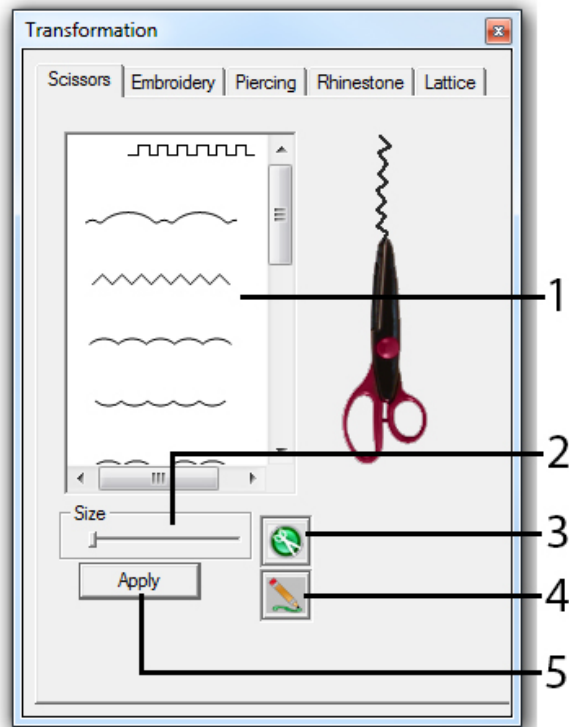 Transformation
Scissors Embroidery Piercing Rhinestone Lattice
1
2
Size
3
Apply
4
5